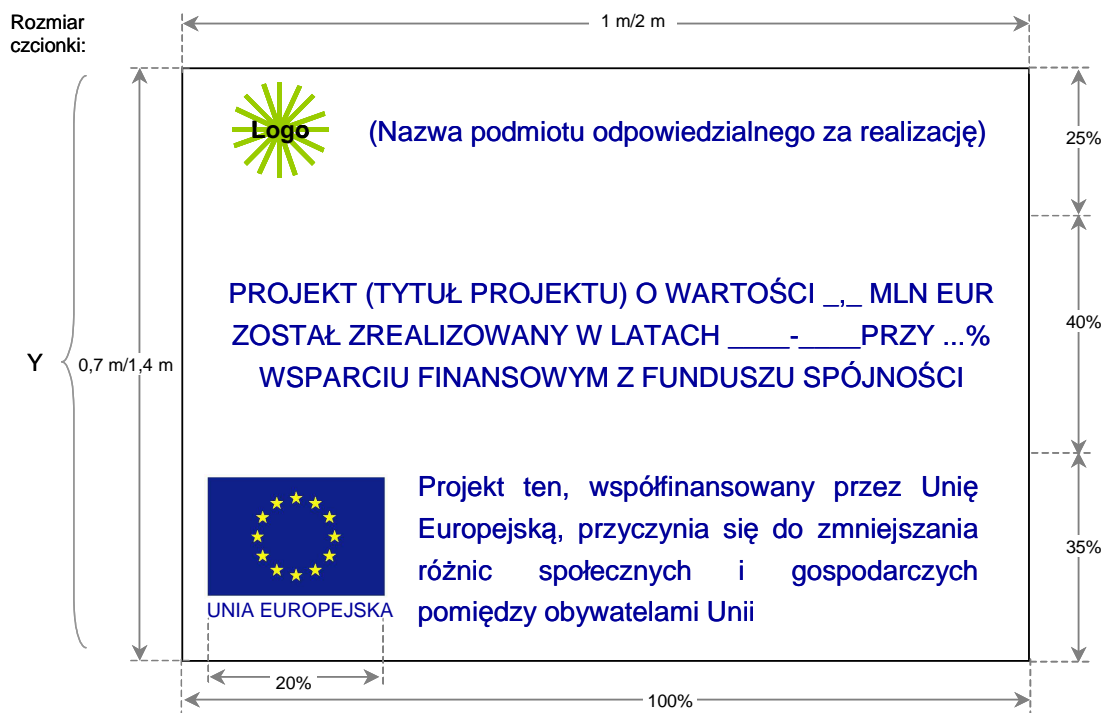 Rozmiar
czcionki:
1 m/2 m
Logo
(Nazwa podmiotu odpowiedzialnego za realizację)
25%
PROJEKT (TYTUŁ PROJEKTU) O WARTOŚCI _,_ MLN EUR
ZOSTAŁ ZREALIZOWANY W LATACH ____-____PRZY ...%
WSPARCIU FINANSOWYM Z FUNDUSZU SPÓJNOŚCI
40%
Y
0,7 m/1,4 m
Projekt ten, współfinansowany przez Unię
Europejską, przyczynia się do zmniejszania
różnic społecznych i gospodarczych
pomiędzy obywatelami Unii
35%
UNIA EUROPEJSKA
20%
100%